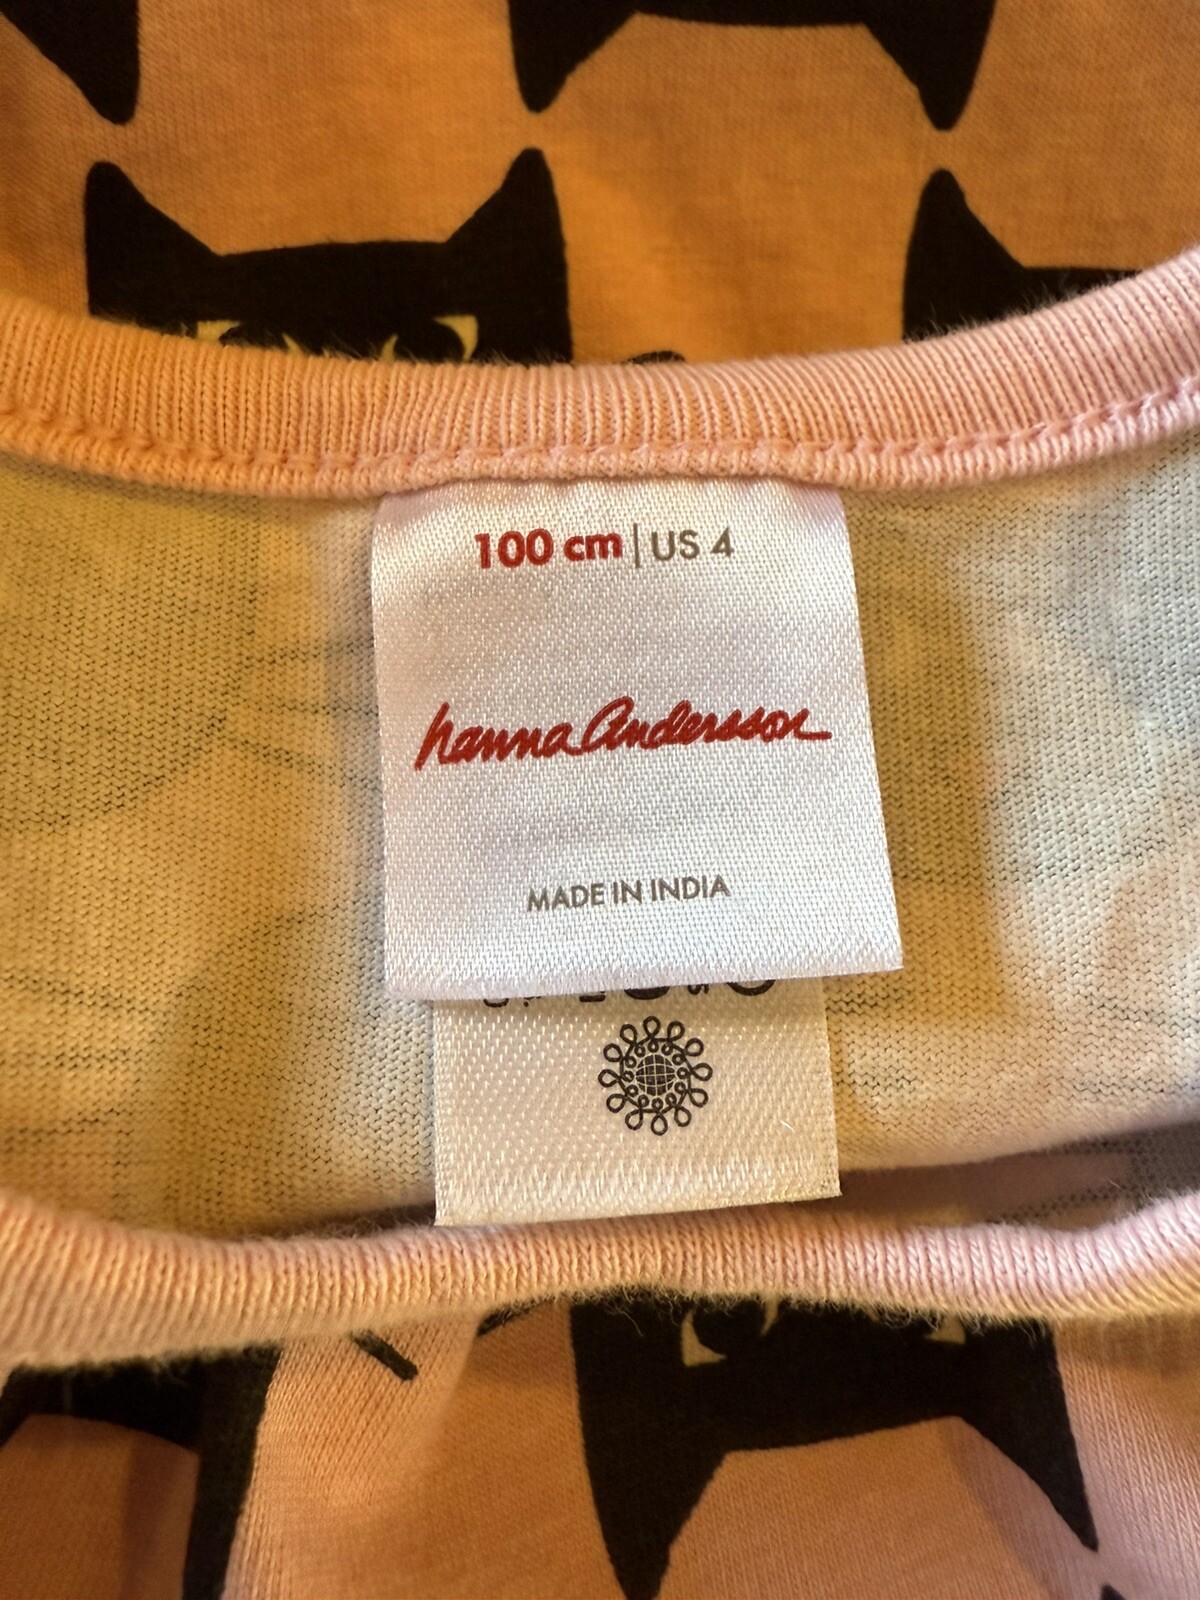 100 cm | US 4
hanna Andersson
MADE IN INDIA